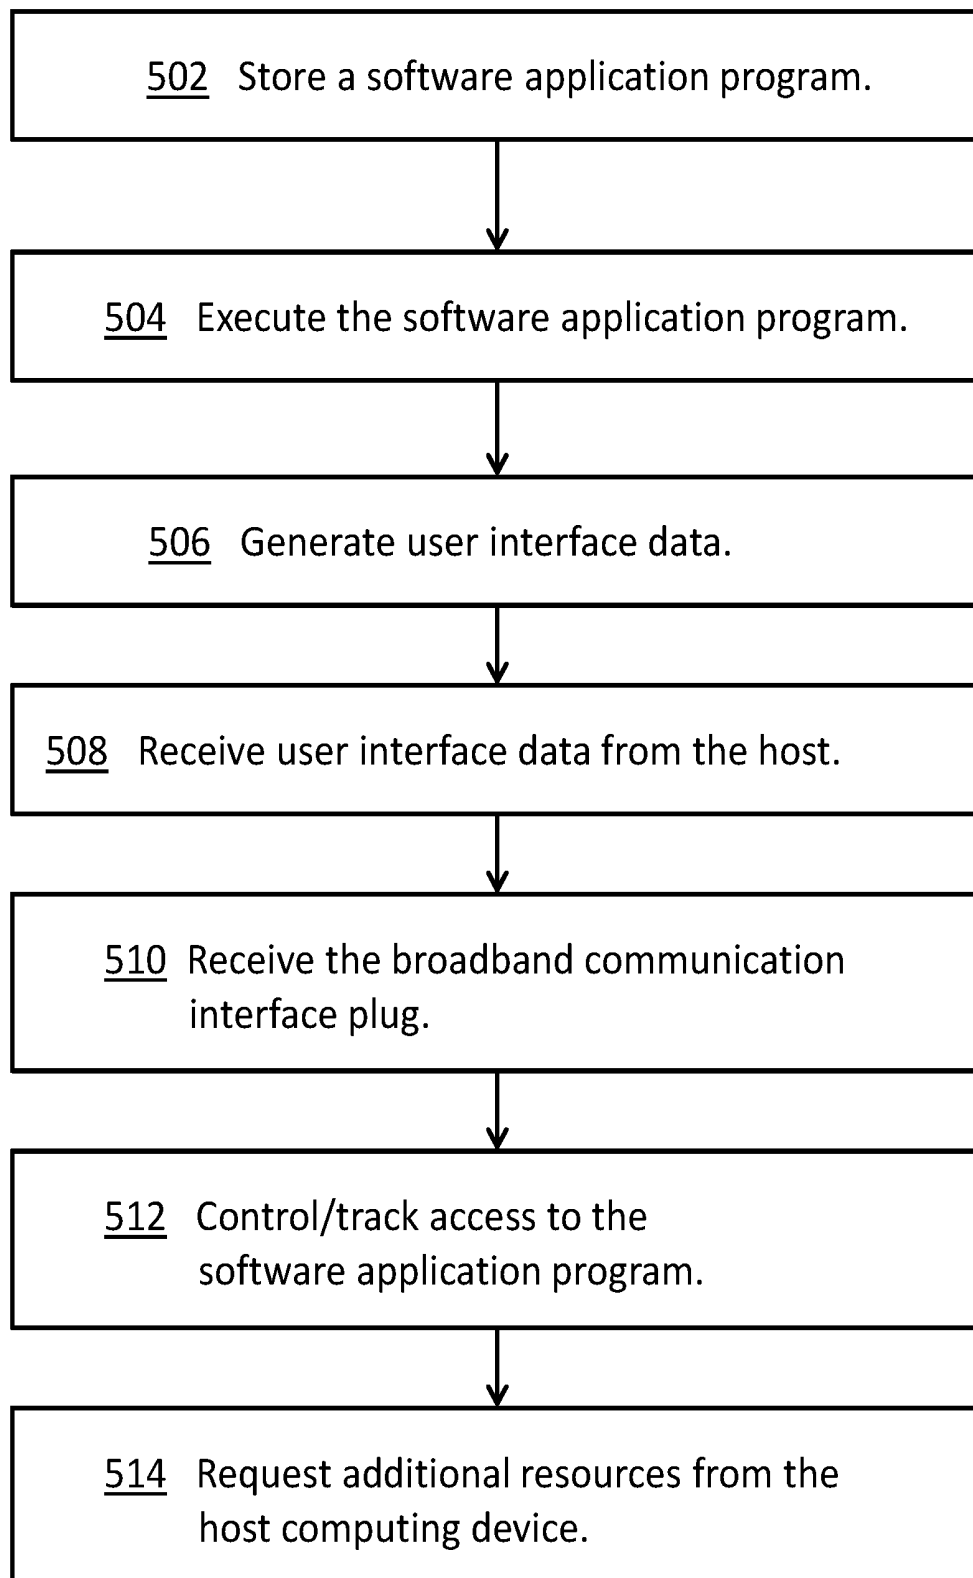 502 Store a software application program.
504 Execute the software application program.
506 Generate user interface data.
508 Receive user interface data from the host.
510 Receive the broadband communication
interface plug.
512 Control/track access to the
software application program.
514 Request additional resources from the
host computing device.